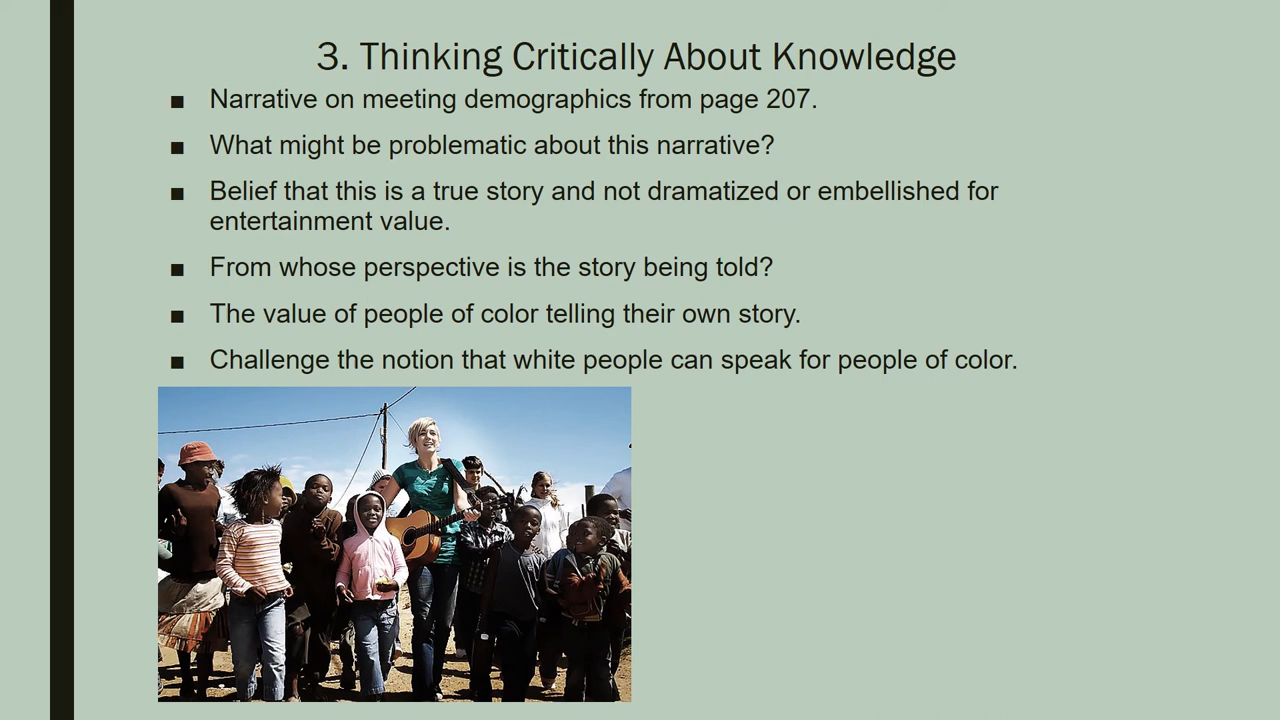 3. Thinking Critically About Knowledge
■ Narrative on meeting demographics from page 207.
■ What might be problematic about this narrative?
■ Belief that this is a true story and not dramatized or embellished for
entertainment value.
■ From whose perspective is the story being told?
■ The value of people of color telling their own story.
■ Challenge the notion that white people can speak for people of color.